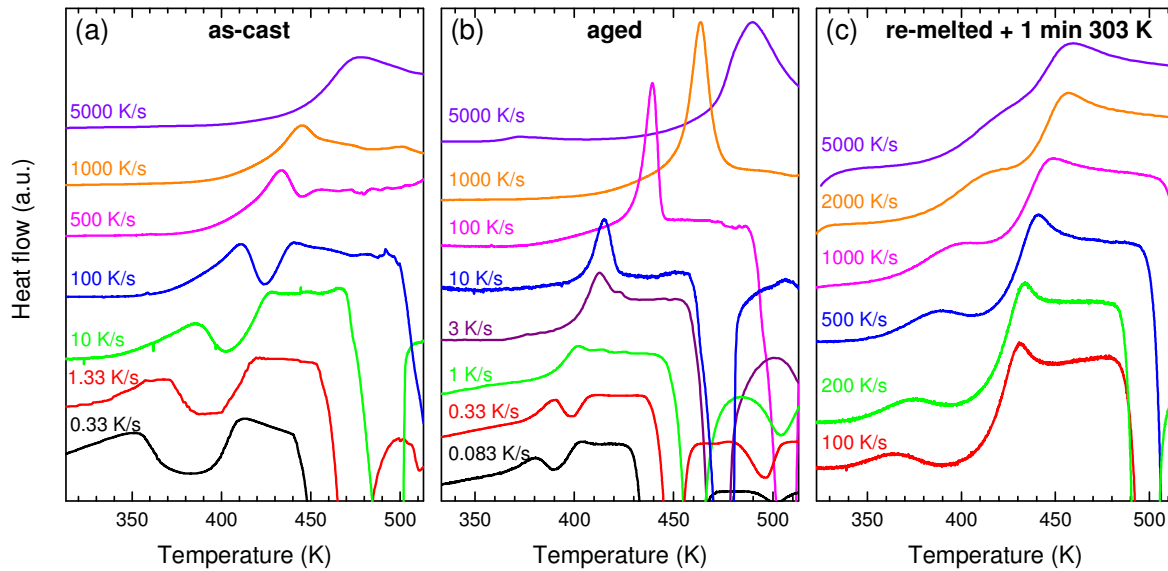 Heat flow (a.u.)
(a)
as-cast
5000 K/s
1000 K/s
500 K/s
100 K/s
10 K/s
1.33 K/s
0.33 K/s
350
400
450
500
Temperature (K)
(b)
aged
5000 K/s
1000 K/s
100 K/s
10 K/s
3 K/s
1 K/s
0.33 K/s
0.083 K/s
350
400
450
500
Temperature (K)
(c)
re-melted + 1 min 303 K
5000 K/s
2000 K/s
1000 K/s
500 K/s
200 K/s
100 K/s
350
400
450
500
Temperature (K)